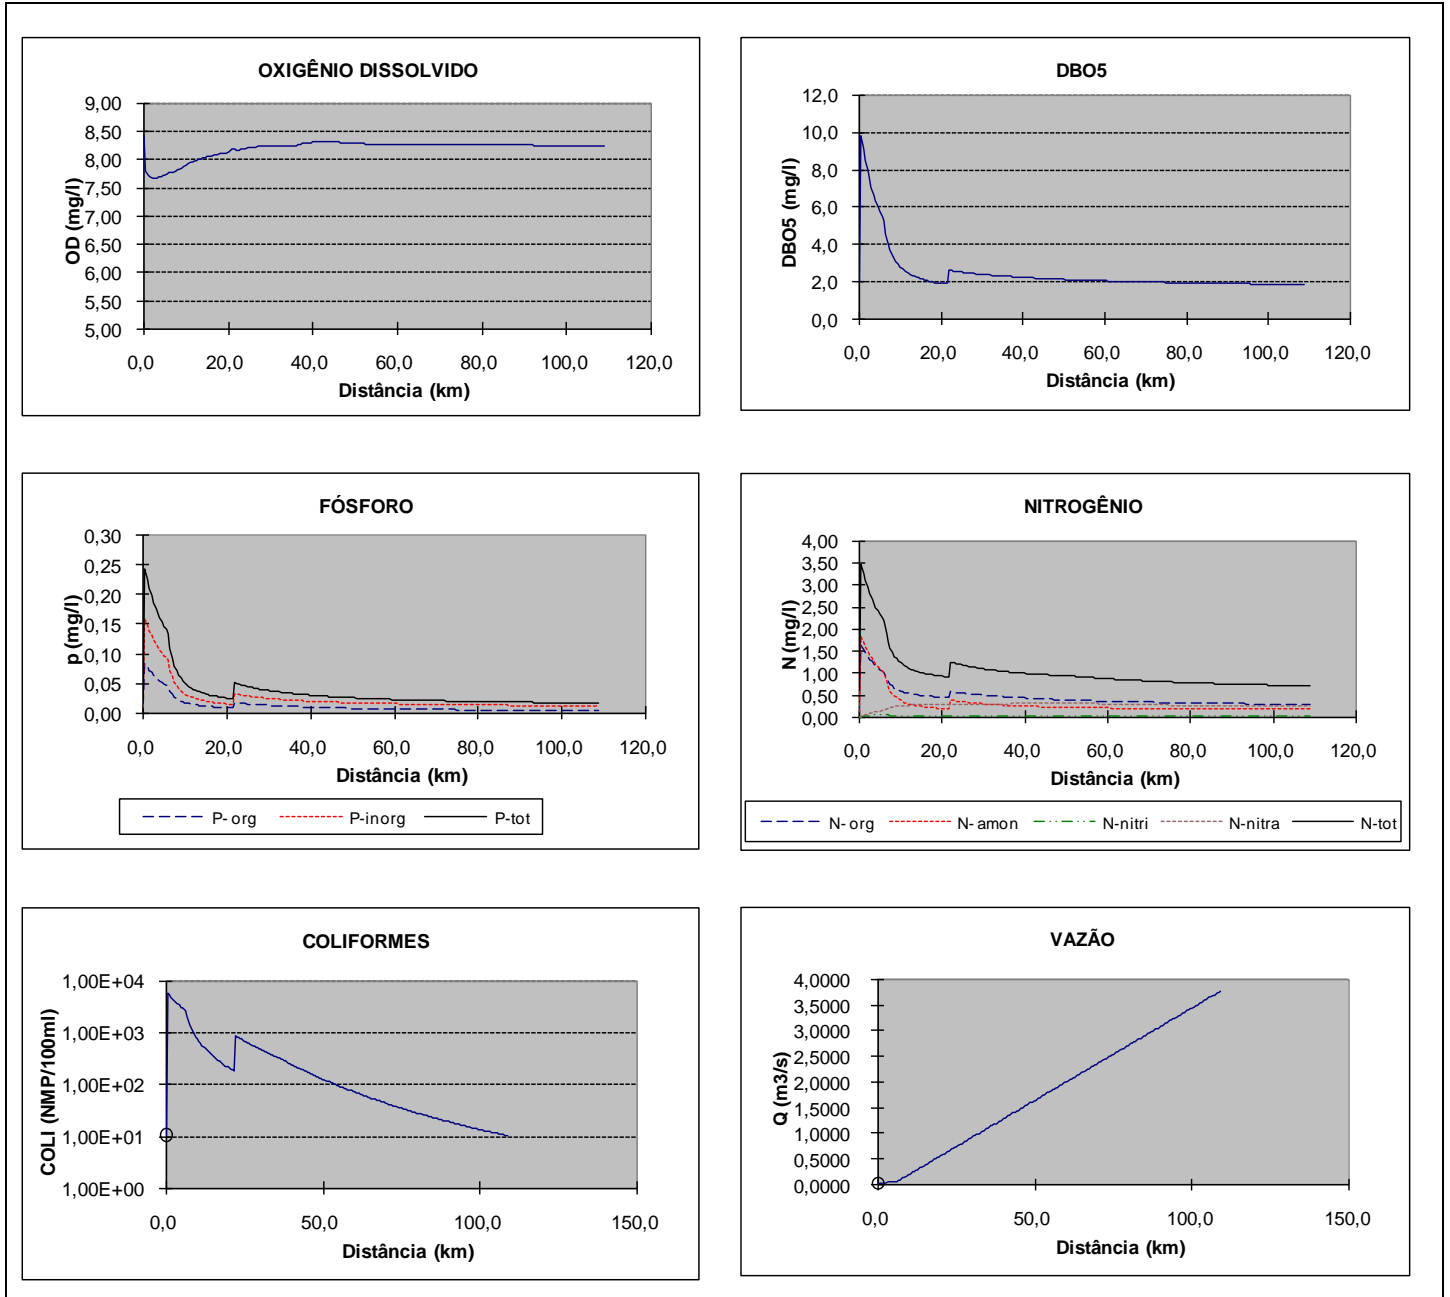 OXIGÊNIO DISSOLVIDO
OD (mg/l)
9,00
8,50
8,00
7,50
7,00
6,50
6,00
5,50
5,00
0,0 20,0 40,0 60,0 80,0 100,0 120,0
Distância (km)
DBO5
DBO5 (mg/l)
12,0
10,0
8,0
6,0
4,0
2,0
0,0
0,0 20,0 40,0 60,0 80,0 100,0 120,0
Distância (km)
FÓSFORO
p (mg/l)
0,30
0,25
0,20
0,15
0,10
0,05
0,00
0,0 20,0 40,0 60,0 80,0 100,0 120,0
Distância (km)
P-org P-inorg P-tot
NITROGÊNIO
N (mg/l)
4,00
3,50
3,00
2,50
2,00
1,50
1,00
0,50
0,00
0,0 20,0 40,0 60,0 80,0 100,0 120,0
Distância (km)
N-org N-amon N-nitri N-nitra N-tot
COLIFORMES
COLI (NMP/100ml)
1,00E+04
1,00E+03
1,00E+02
1,00E+01
1,00E+00
0,0 50,0 100,0 150,0
Distância (km)
VAZÃO
Q (m3/s)
4,0000
3,5000
3,0000
2,5000
2,0000
1,5000
1,0000
0,5000
0,0000
0,0 50,0 100,0 150,0
Distância (km)